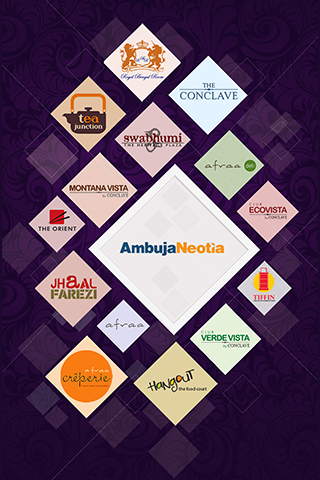 Royal Bengal Room
THE
CONCLAVE
tea
junction
swabhumi
THE HERITAGE PLAZA
afraa deli
MONTANA VISTA
by CONCLAVE
CLUB
ECOVISTA
by CONCLAVE
THE ORIENT
AmbujaNeotia
JHAAL
FAREZI
TIFFIN
afraa
CLUB
VERDE VISTA
by CONCLAVE
afraa
crêperie
HANGOUT
the food court